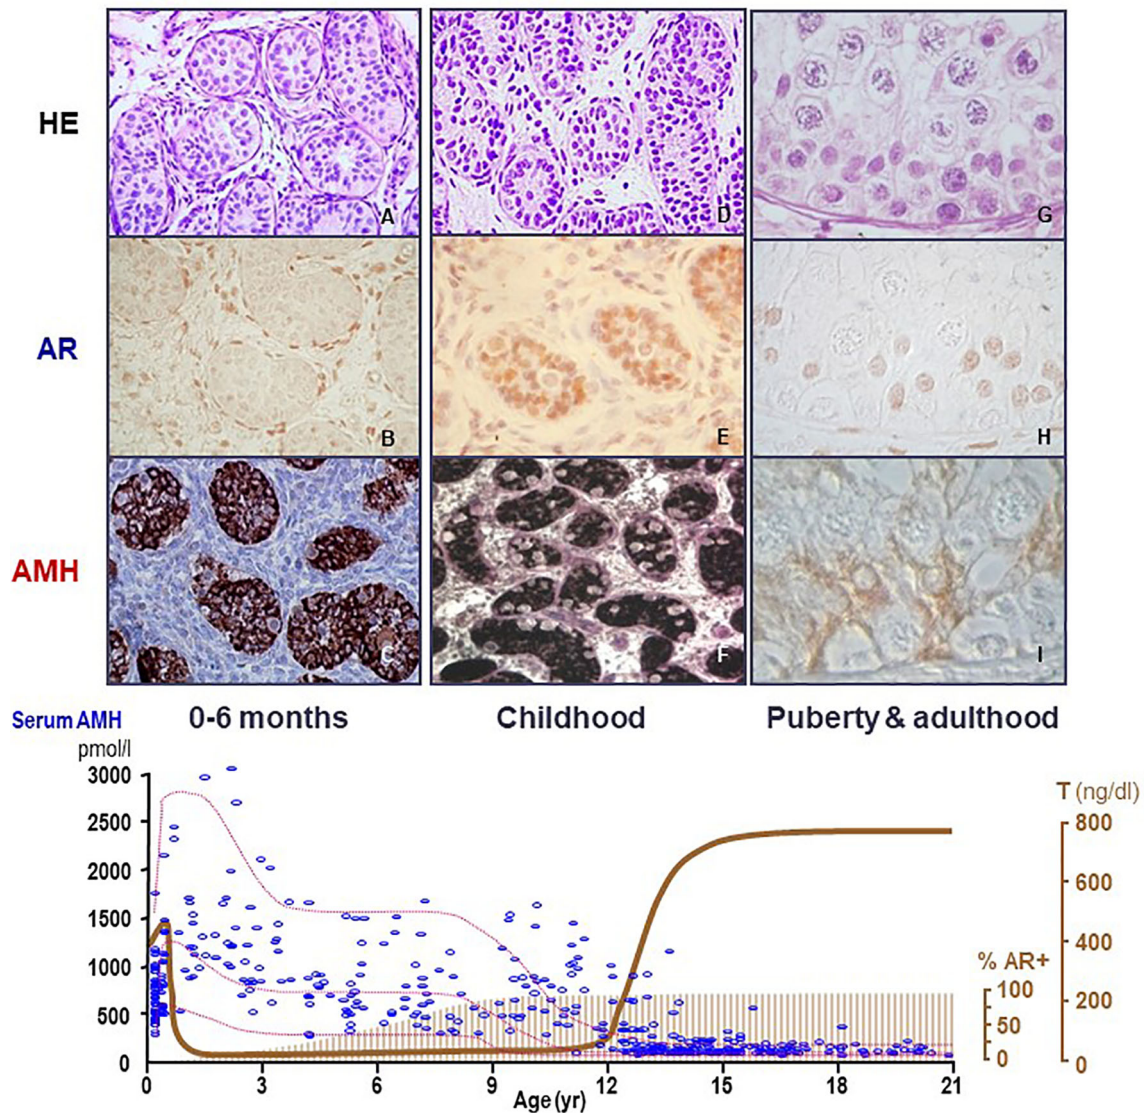 HE
A
D
G
AR
B
E
H
AMH
C
F
I
Serum AMH
pmol/l
0-6 months
Childhood
Puberty & adulthood
T (ng/dl)
3000
2500
2000
1500
1000
500
0
800
600
400
200
0
% AR+
100
50
0
0
3
6
9
12
15
18
21
Age (yr)